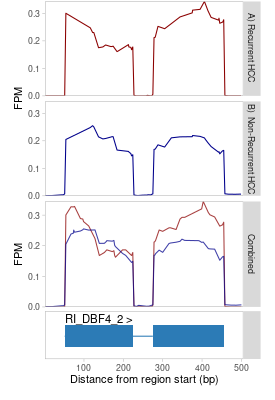 0.3
0.2
0.1
0.0
FPM
A) Recurrent HCC
0.3
0.2
0.1
0.0
B) Non-Recurrent HCC
0.3
0.2
0.1
0.0
FPM
Combined
RI_DBF4_2 >
100 200 300 400 500
Distance from region start (bp)